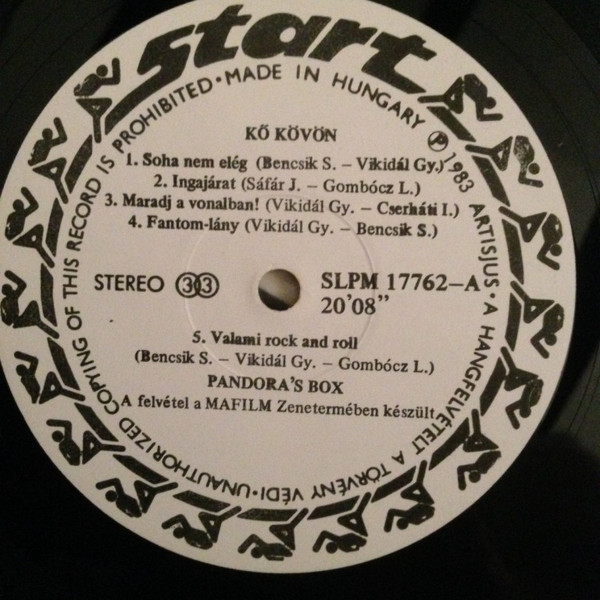 start
MADE IN HUNGARY ℗ 1983 ARTISJUS • A HANGFELVÉTELT A TÖRVÉNY VÉDI • UNAUTHORIZED COPYING OF THIS RECORD IS PROHIBITED •
KŐ KÖVÖN
1. Soha nem elég (Bencsik S. – Vikidál Gy.)
2. Ingajárat (Sáfár J. – Gombócz L.)
3. Maradj a vonalban! (Vikidál Gy. – Cserháti I.)
4. Fantom-lány (Vikidál Gy. – Bencsik S.)
STEREO 33 SLPM 17762–A
20’08”
5. Valami rock and roll
(Bencsik S. – Vikidál Gy. – Gombócz L.)
PANDORA'S BOX
A felvétel a MAFILM Zenetermében készült